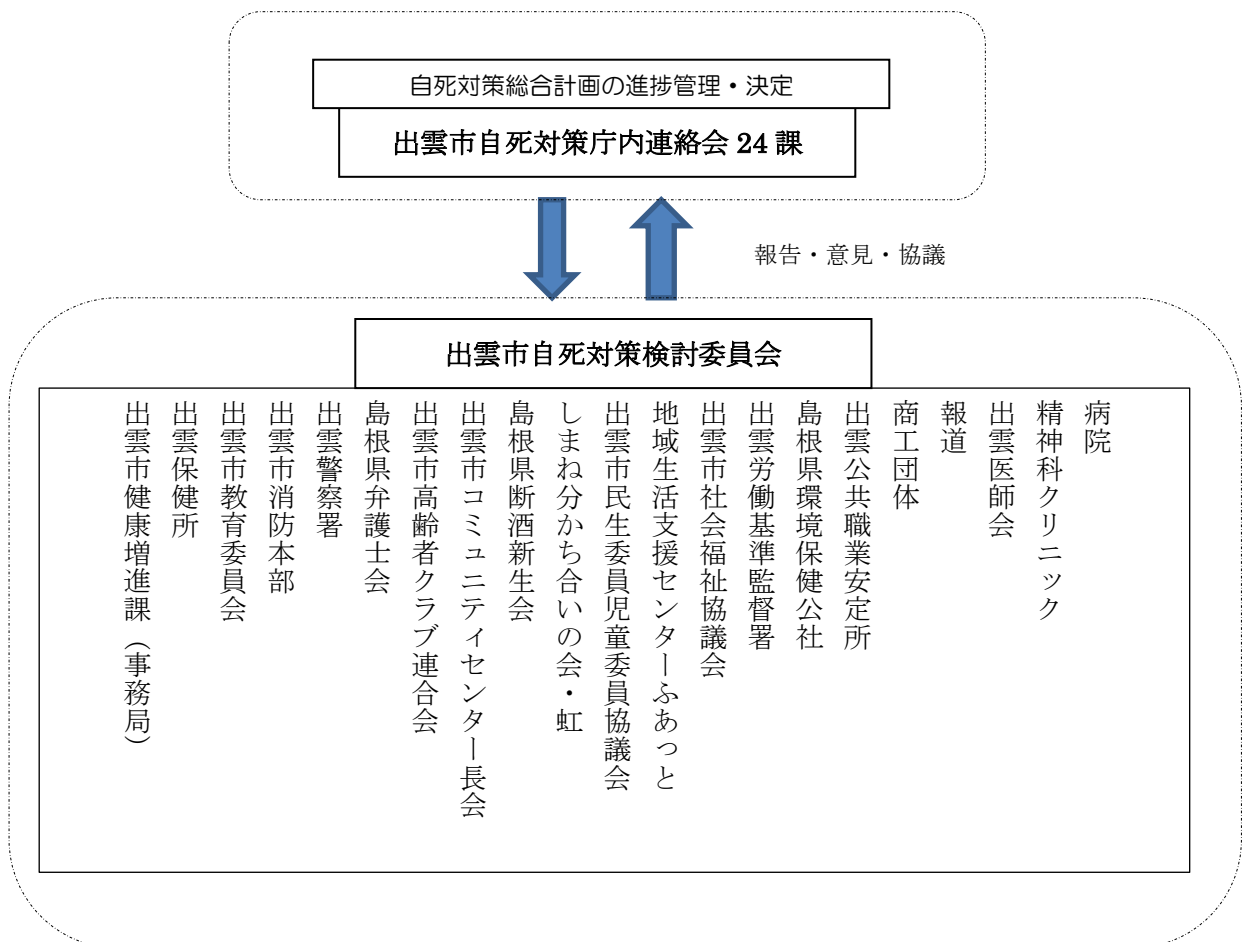 自死対策総合計画の進捗管理・決定
出雲市自死対策庁内連絡会 24 課
報告・意見・協議
出雲市自死対策検討委員会
病院
精神科クリニック
出雲医師会
報道
商工団体
出雲公共職業安定所
島根県環境保健公社
出雲労働基準監督署
出雲市社会福祉協議会
地域生活支援センターふあっと
出雲市民生委員児童委員協議会
しまね分かち合いの会・虹
島根県断酒新生会
出雲市コミュニティセンター長会
出雲市高齢者クラブ連合会
島根県弁護士会
出雲警察署
出雲市消防本部
出雲市教育委員会
出雲保健所
出雲市健康増進課（事務局）